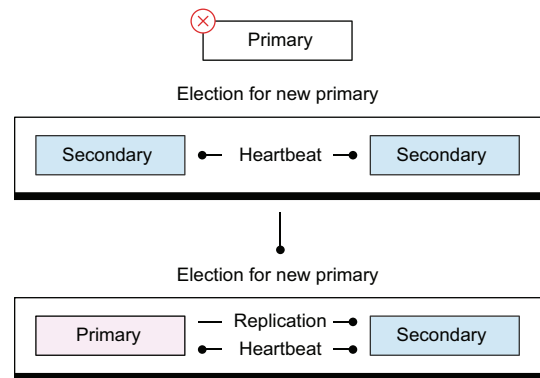 Primary
Election for new primary
Secondary Heartbeat Secondary
Election for new primary
Primary Replication Secondary
Heartbeat